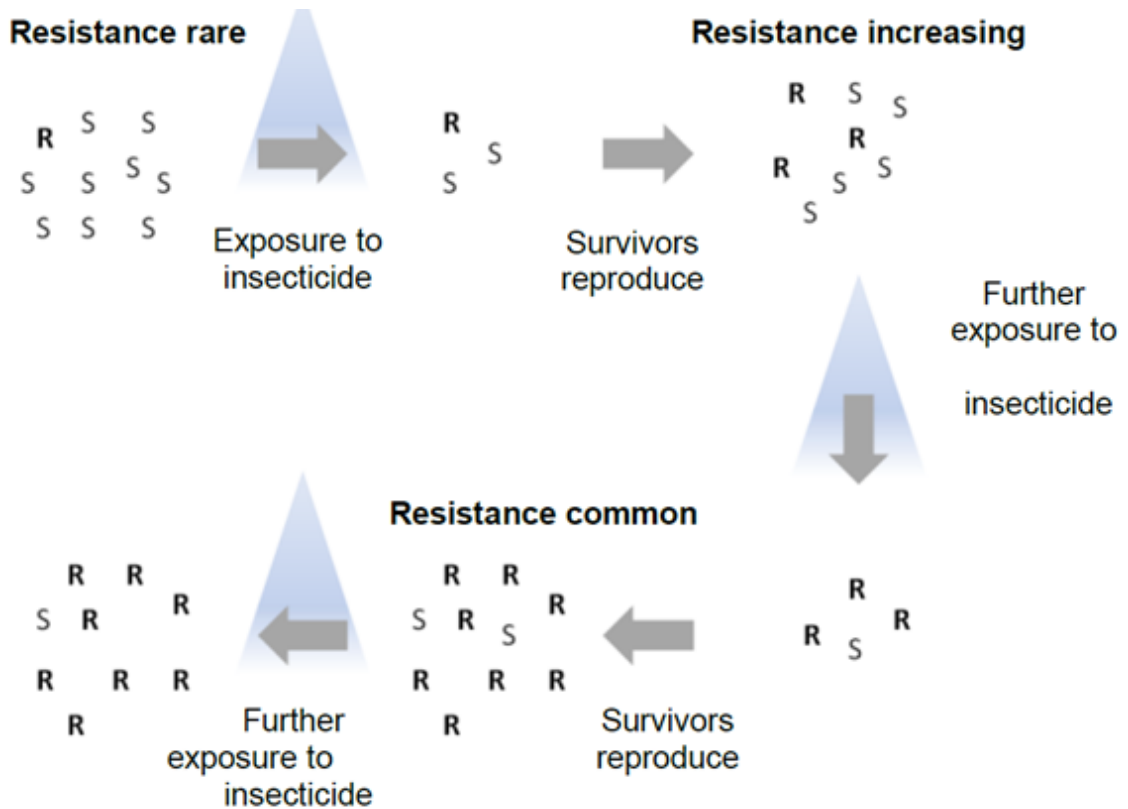 Resistance rare
S S
R
S
S S S
S S S
Exposure to
insecticide
R
S
S
Survivors
reproduce
Resistance increasing
R S
S
R
R S
S
S
Further
exposure to
insecticide
R
R
R
S
Survivors
reproduce
Resistance common
R R
R
S R
S
R R R
R
Further
exposure to
insecticide
R R
R
S R
R R R
R